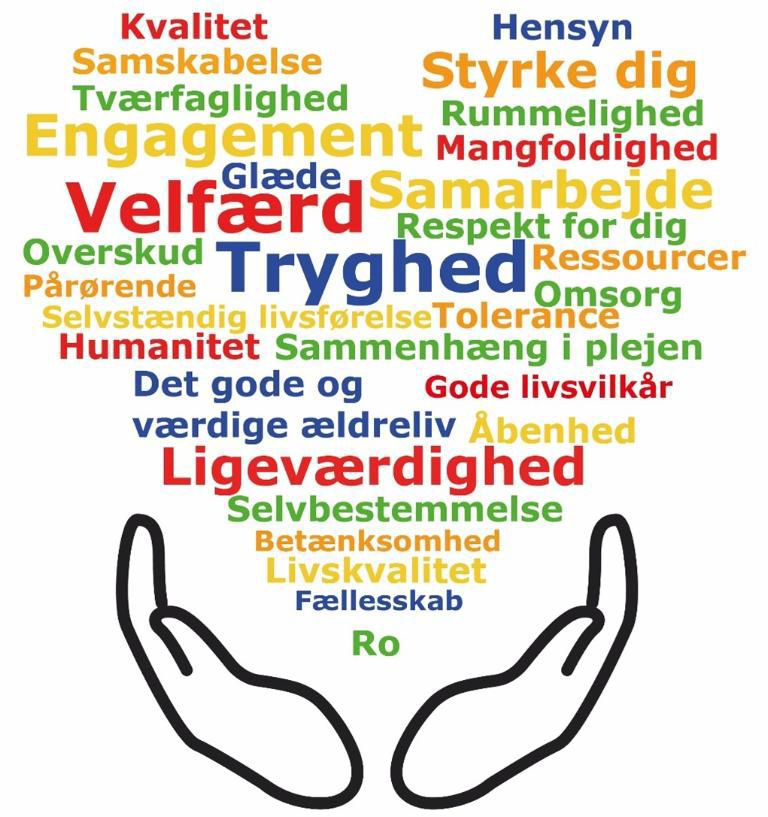 Kvalitet
Hensyn
Samskabelse
Styrke dig
Tværfaglighed
Rummelighed
Engagement
Mangfoldighed
Glæde
Samarbejde
Velfærd
Respekt for dig
Overskud
Tryghed
Ressourcer
Pårørende
Omsorg
Selvstændig livsførelse
Tolerance
Humanitet
Sammenhæng i plejen
Det gode og
Gode livsvilkår
værdige ældreliv
Åbenhed
Ligeværdighed
Selvbestemmelse
Betænksomhed
Livskvalitet
Fællesskab
Ro